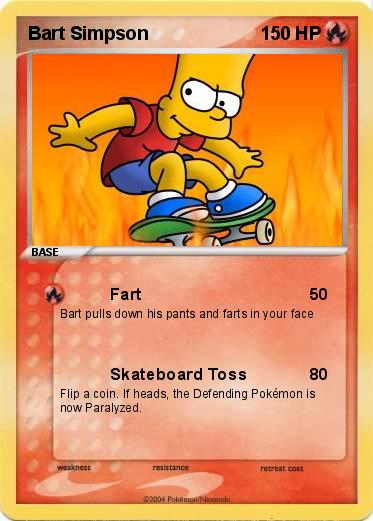 Bart Simpson 150 HP
BASE
Fart 50
Bart pulls down his pants and farts in your face
Skateboard Toss 80
Flip a coin. If heads, the Defending Pokémon is
now Paralyzed.
weakness resistance retreat cost
©2004 Pokémon/Nintendo